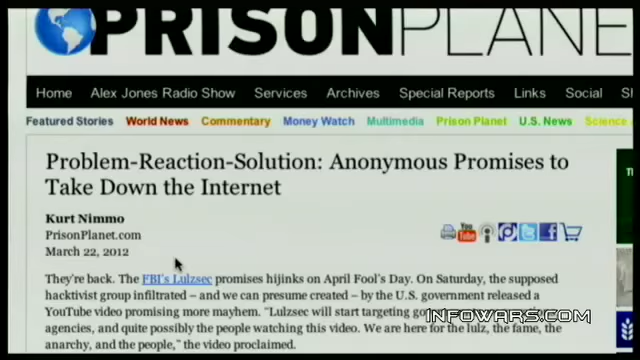 PRISONPLANE
Home Alex Jones Radio Show Services Archives Special Reports Links Social
Featured Stories World News Commentary Money Watch Multimedia Prison Planet U.S. News Science
Problem-Reaction-Solution: Anonymous Promises to
Take Down the Internet
Kurt Nimmo
PrisonPlanet.com
March 22, 2012
You
Tube
They're back. The FBI's Lulzsec promises hijinks on April Fool's Day. On Saturday, the supposed
hacktivist group infiltrated – and we can presume created – by the U.S. government released a
YouTube video promising more mayhem. "Lulzsec will start targeting go
INFOWARS.COM
agencies, and quite possibly the people watching this video. We are here for the lulz, the fame, the
anarchy, and the people," the video proclaimed.